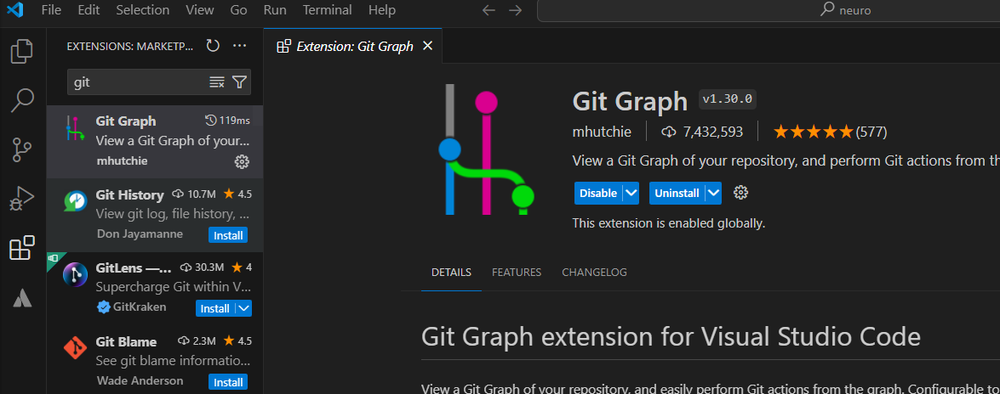 File Edit Selection View Go Run Terminal Help neuro
EXTENSIONS: MARKETP...
Extension: Git Graph
git
Git Graph 119ms
View a Git Graph of your...
mhutchie
Git History 10.7M 4.5
View git log, file history, ...
Don Jayamanne Install
GitLens —... 30.3M 4
Supercharge Git within V...
GitKraken Install
Git Blame 2.3M 4.5
See git blame informatio...
Wade Anderson Install
Git Graph v1.30.0
mhutchie 7,432,593 ★★★★★(577)
View a Git Graph of your repository, and perform Git actions from th
Disable Uninstall
This extension is enabled globally.
DETAILS FEATURES CHANGELOG
Git Graph extension for Visual Studio Code
View a Git Graph of your repository, and easily perform Git actions from the graph. Configurable to